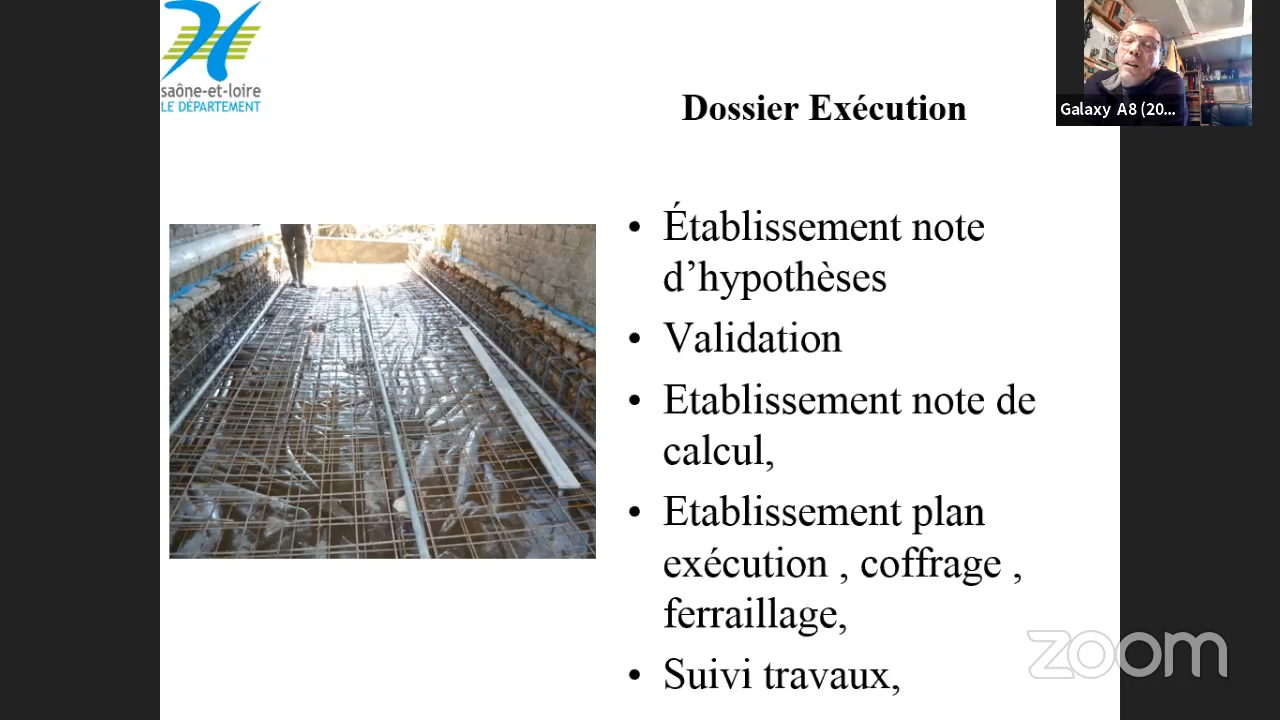 saône-et-loire
LE DÉPARTEMENT
Dossier Exécution
Galaxy A8 (20...
• Établissement note
d’hypothèses
• Validation
• Etablissement note de
calcul,
• Etablissement plan
exécution , coffrage ,
ferraillage,
• Suivi travaux,
zoom